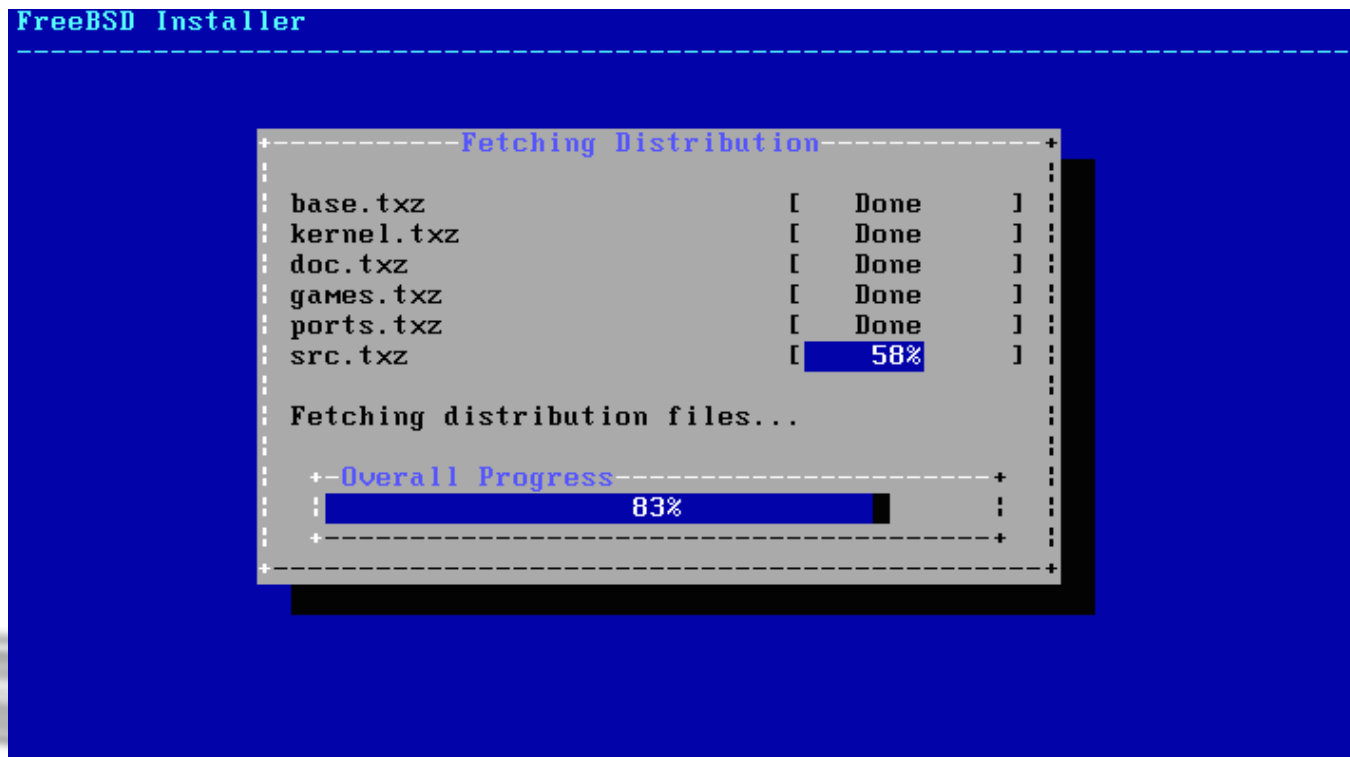 FreeBSD Installer
Fetching Distribution
base.txz [ Done ]
kernel.txz [ Done ]
doc.txz [ Done ]
games.txz [ Done ]
ports.txz [ Done ]
src.txz [ 58% ]
Fetching distribution files...
Overall Progress
83%